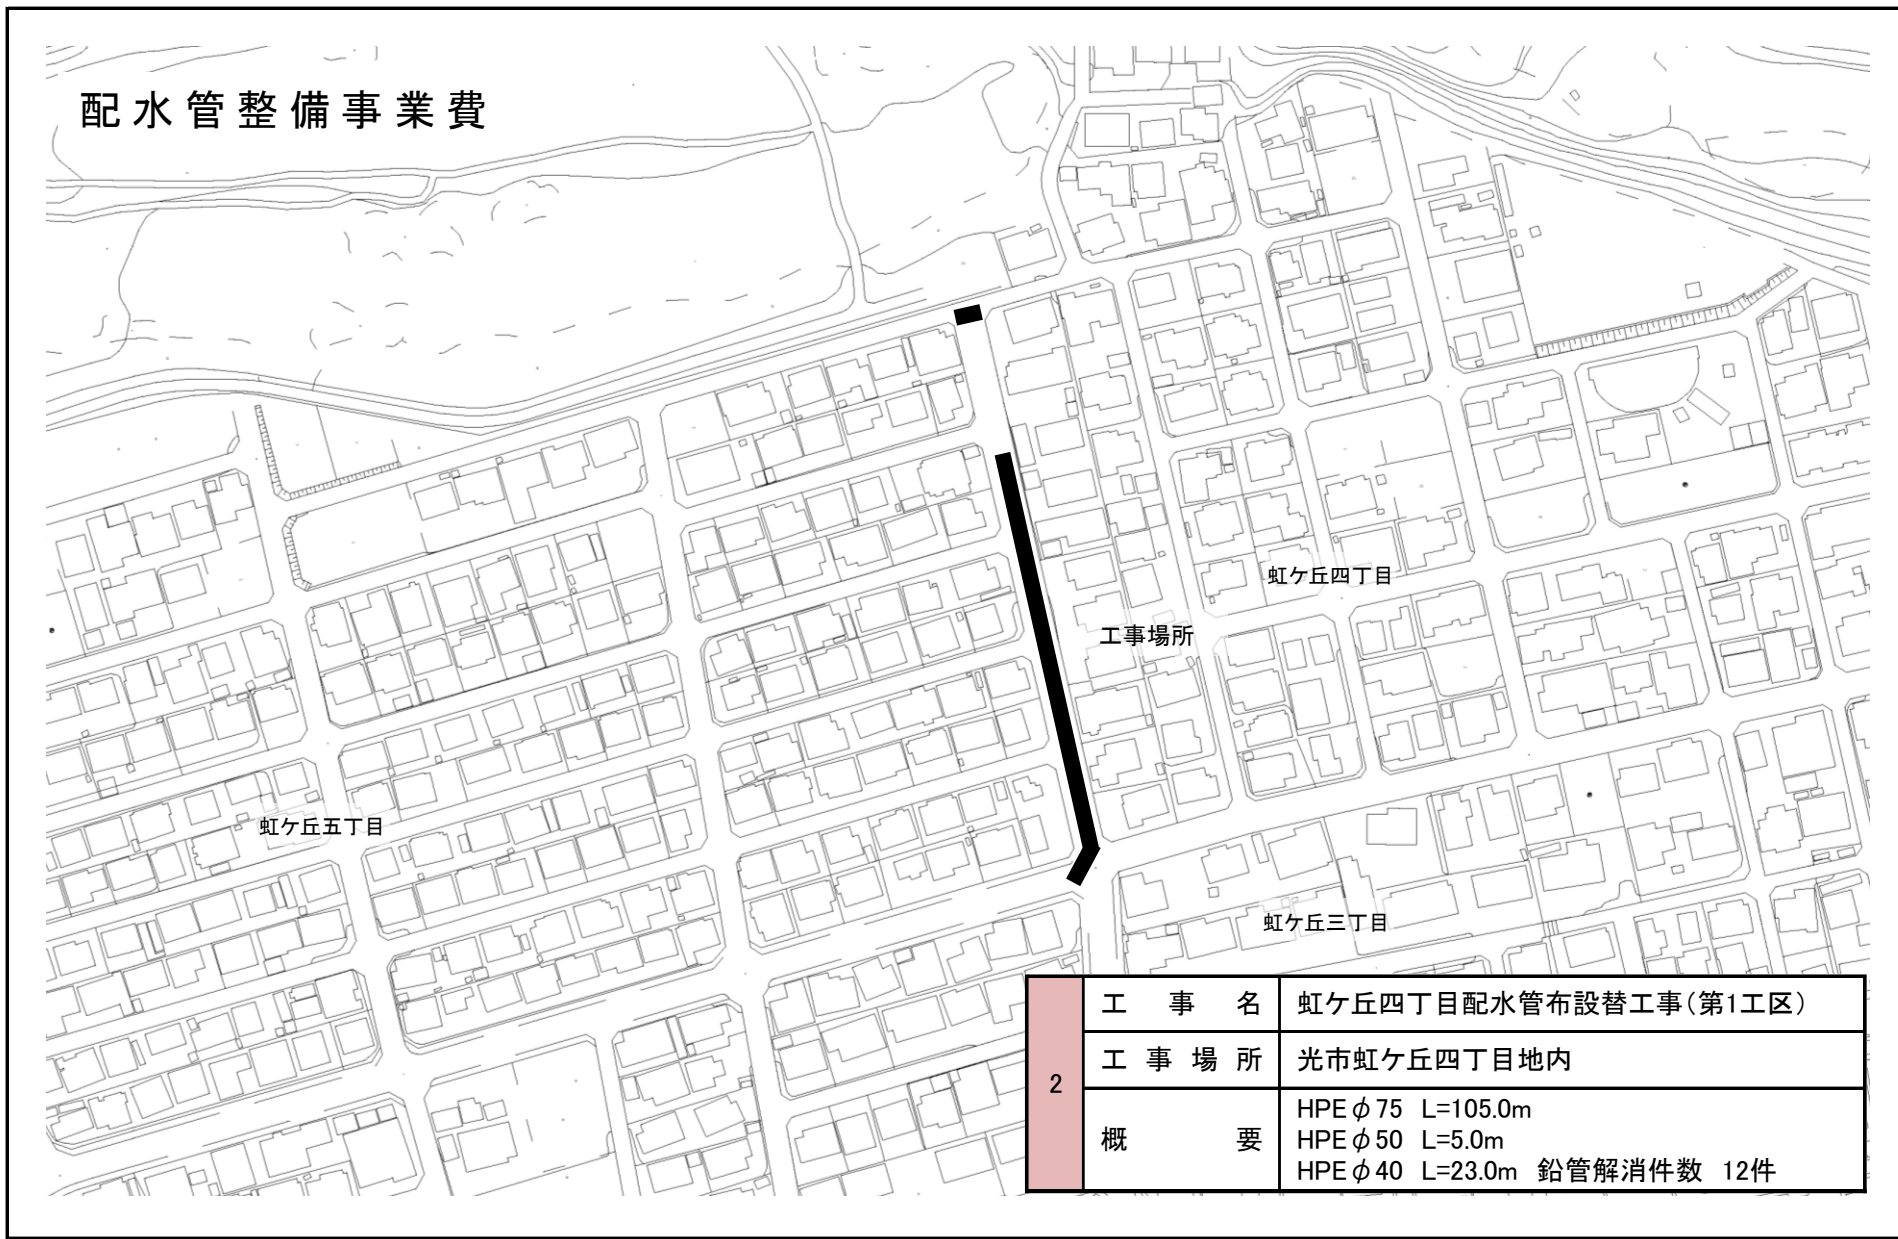 配水管整備事業費
虹ケ丘四丁目
工事場所
虹ケ丘五丁目
虹ケ丘三丁目
2
工事名 虹ケ丘四丁目配水管布設替工事(第1工区)
工事場所 光市虹ケ丘四丁目地内
概要 HPEφ75 L=105.0m
HPEφ50 L=5.0m
HPEφ40 L=23.0m 鉛管解消件数 12件